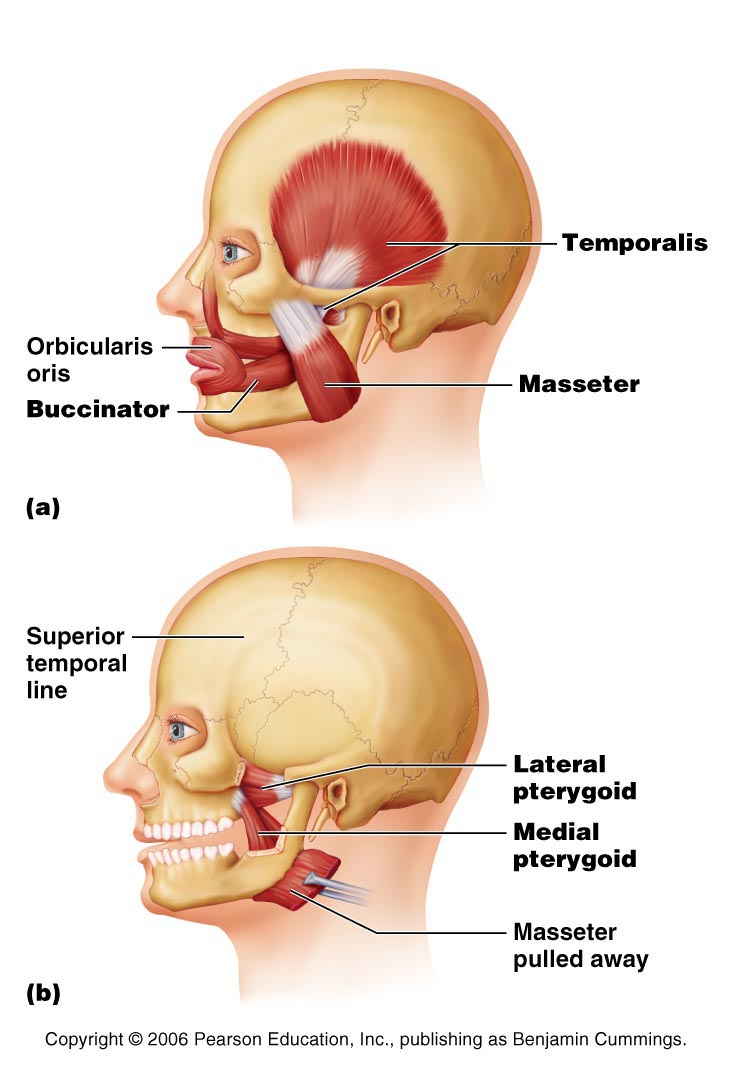 Temporalis
Orbicularis
oris
Masseter
Buccinator
(a)
Superior
temporal
line
Lateral
pterygoid
Medial
pterygoid
Masseter
pulled away
(b)
Copyright © 2006 Pearson Education, Inc., publishing as Benjamin Cummings.